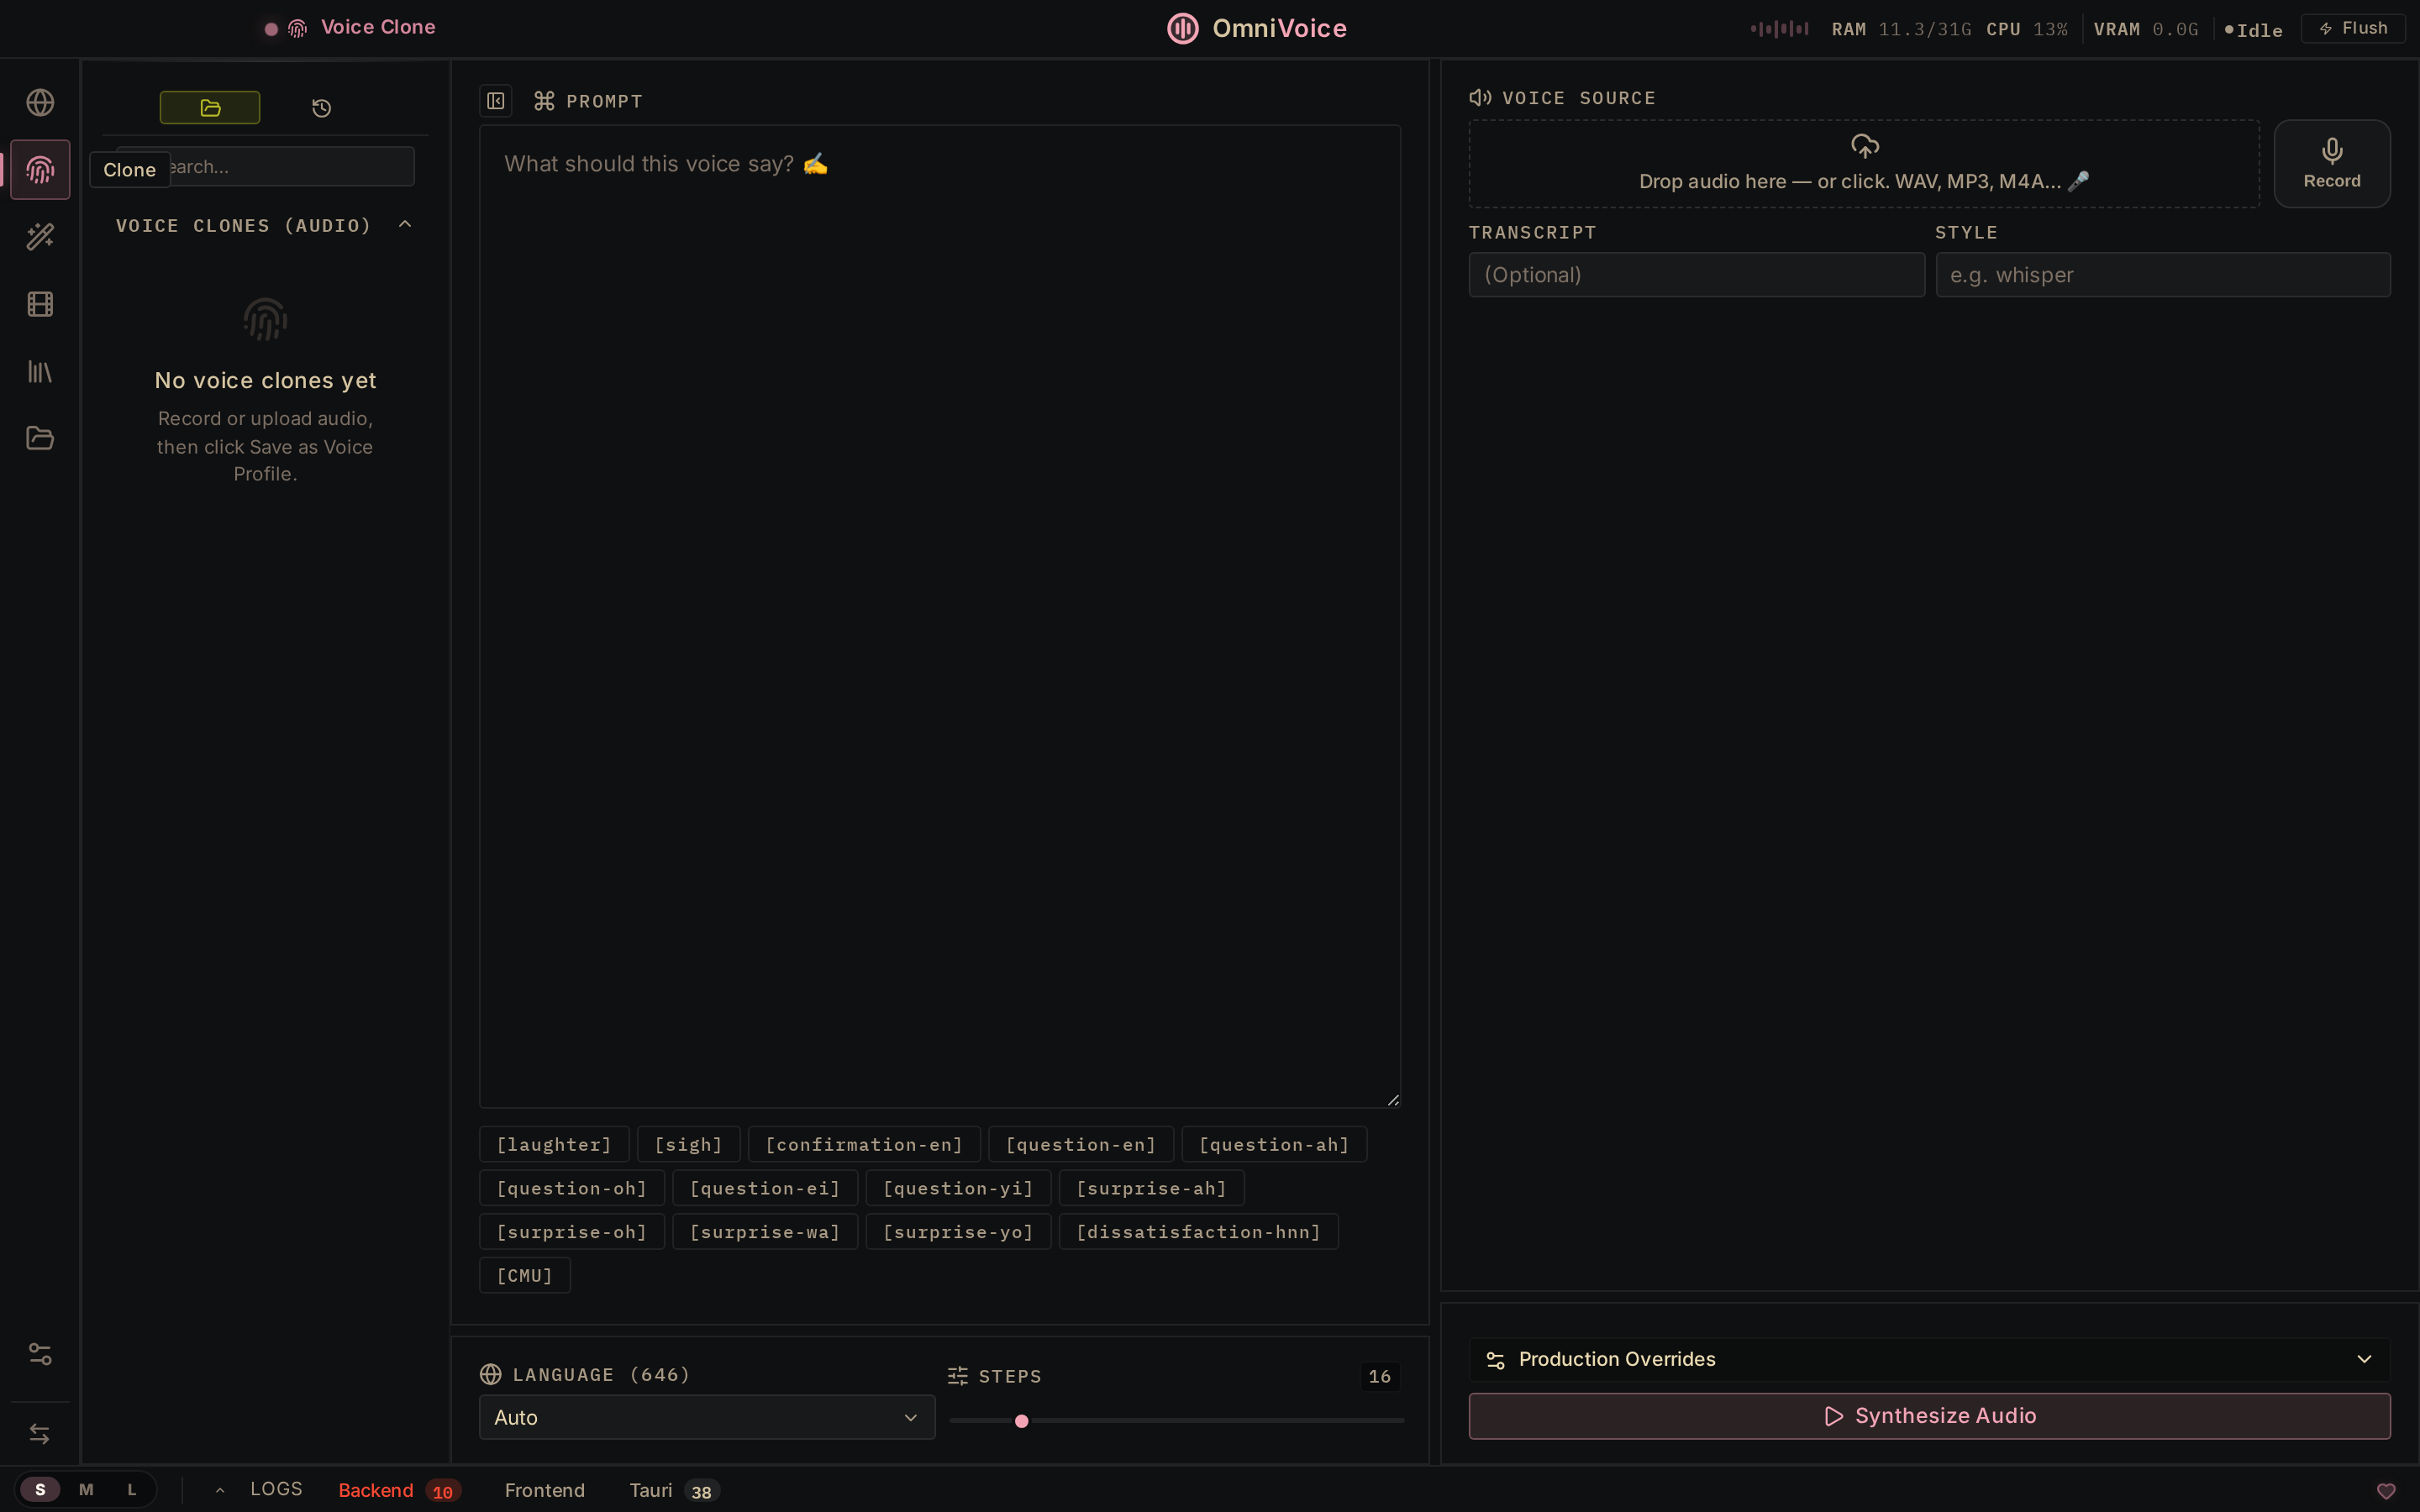 Voice Clone
OmniVoice
RAM 11.3/31G CPU 13% VRAM 0.0G Idle Flush
Clone
earch...
VOICE CLONES (AUDIO)
No voice clones yet
Record or upload audio,
then click Save as Voice
Profile.
PROMPT
What should this voice say? ✍️
[laughter] [sigh] [confirmation-en] [question-en] [question-ah]
[question-oh] [question-ei] [question-yi] [surprise-ah]
[surprise-oh] [surprise-wa] [surprise-yo] [dissatisfaction-hnn]
[CMU]
LANGUAGE (646)
Auto
STEPS 16
VOICE SOURCE
Drop audio here — or click. WAV, MP3, M4A... 🎤
Record
TRANSCRIPT STYLE
(Optional) e.g. whisper
Production Overrides
Synthesize Audio
S M L LOGS Backend 10 Frontend Tauri 38